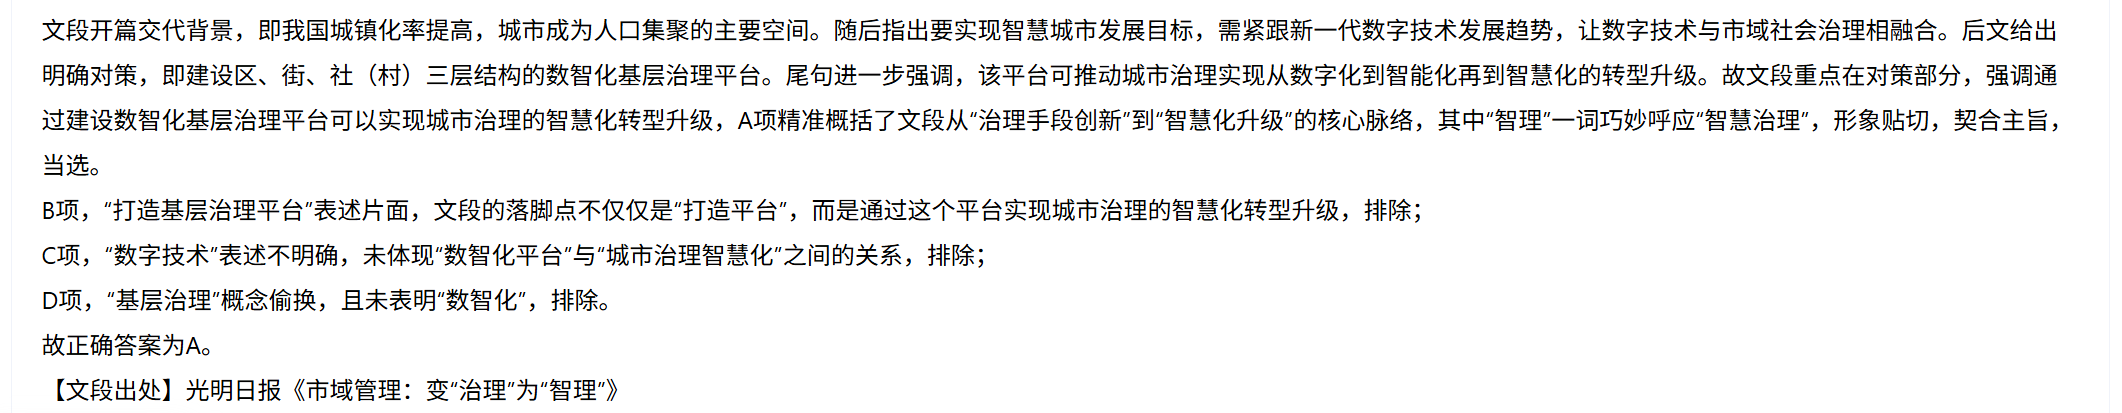 文段开篇交代背景，即我国城镇化率提高，城市成为人口集聚的主要空间。随后指出要实现智慧城市发展目标，需紧跟新一代数字技术发展趋势，让数字技术与市域社会治理相融合。后文给出
明确对策，即建设区、街、社（村）三层结构的数智化基层治理平台。尾句进一步强调，该平台可推动城市治理实现从数字化到智能化再到智慧化的转型升级。故文段重点在对策部分，强调通
过建设数智化基层治理平台可以实现城市治理的智慧化转型升级，A项精准概括了文段从“治理手段创新”到“智慧化升级”的核心脉络，其中“智理”一词巧妙呼应“智慧治理”，形象贴切，契合主旨，
当选。
B项，“打造基层治理平台”表述片面，文段的落脚点不仅仅是“打造平台”，而是通过这个平台实现城市治理的智慧化转型升级，排除；
C项，“数字技术”表述不明确，未体现“数智化平台”与“城市治理智慧化”之间的关系，排除；
D项，“基层治理”概念偷换，且未表明“数智化”，排除。
故正确答案为A。
【文段出处】光明日报《市域管理：变“治理”为“智理”》